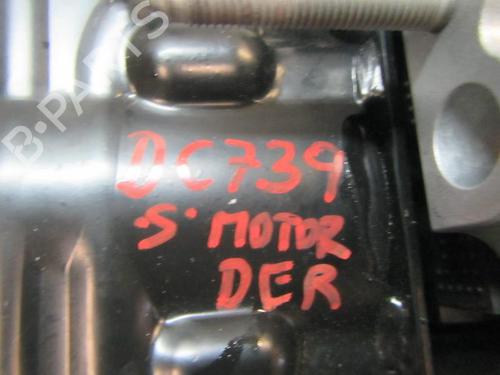 B-PARTS
DC739
S· MOTOR
DER